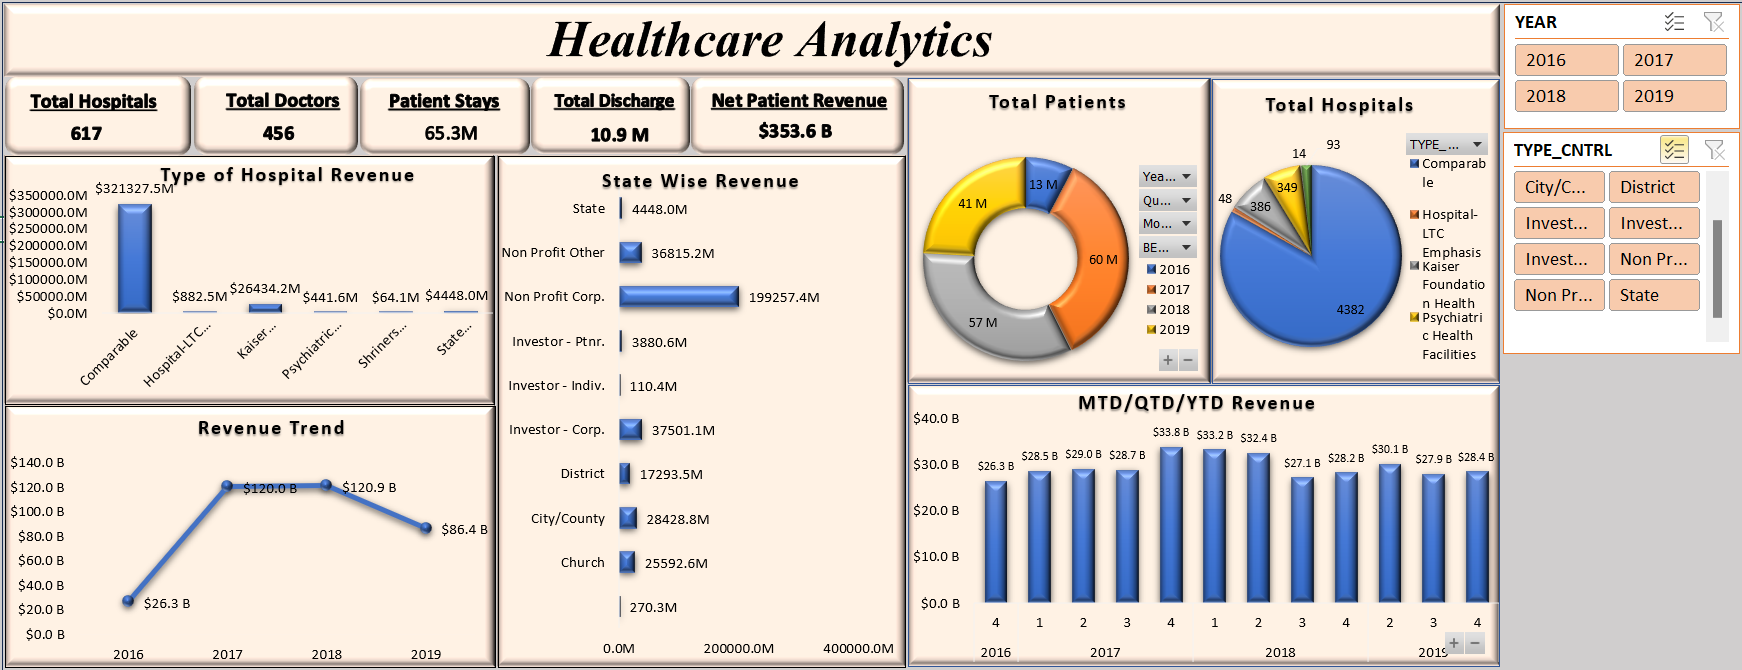 Healthcare Analytics
Total Hospitals
617
Total Doctors
456
Patient Stays
65.3M
Total Discharge
10.9 M
Net Patient Revenue
$353.6 B
Type of Hospital Revenue
$350000.0M
$300000.0M
$250000.0M
$200000.0M
$150000.0M
$100000.0M
$50000.0M
$0.0M
$321327.5M
$882.5M
$26434.2M
$441.6M
$64.1M
$4448.0M
Comparable
Hospital-LTC...
Kaiser...
Psychiatric...
Shriners...
State...
Revenue Trend
$140.0 B
$120.0 B
$100.0 B
$80.0 B
$60.0 B
$40.0 B
$20.0 B
$0.0 B
$26.3 B
$120.0 B
$120.9 B
$86.4 B
2016 2017 2018 2019
State Wise Revenue
State 4448.0M
Non Profit Other 36815.2M
Non Profit Corp. 199257.4M
Investor - Ptnr. 3880.6M
Investor - Indiv. 110.4M
Investor - Corp. 37501.1M
District 17293.5M
City/County 28428.8M
Church 25592.6M
270.3M
0.0M 200000.0M 400000.0M
Total Patients
13 M
60 M
57 M
41 M
Yea...
Qu...
Mo...
BE...
2016
2017
2018
2019
+ −
Total Hospitals
93
14
349
386
48
4382
TYPE_...
Comparab
le
Hospital-
LTC
Emphasis
Kaiser
Foundatio
n Health
Psychiatri
c Health
Facilities
MTD/QTD/YTD Revenue
$40.0 B
$30.0 B
$20.0 B
$10.0 B
$0.0 B
$26.3 B $28.5 B $29.0 B $28.7 B $33.8 B $33.2 B $32.4 B $27.1 B $28.2 B $30.1 B $27.9 B $28.4 B
4 1 2 3 4 1 2 3 4 2 3 4
2016 2017 2018 2019
+ −
YEAR
2016 2017
2018 2019
TYPE_CNTRL
City/C... District
Invest... Invest...
Invest... Non Pr...
Non Pr... State